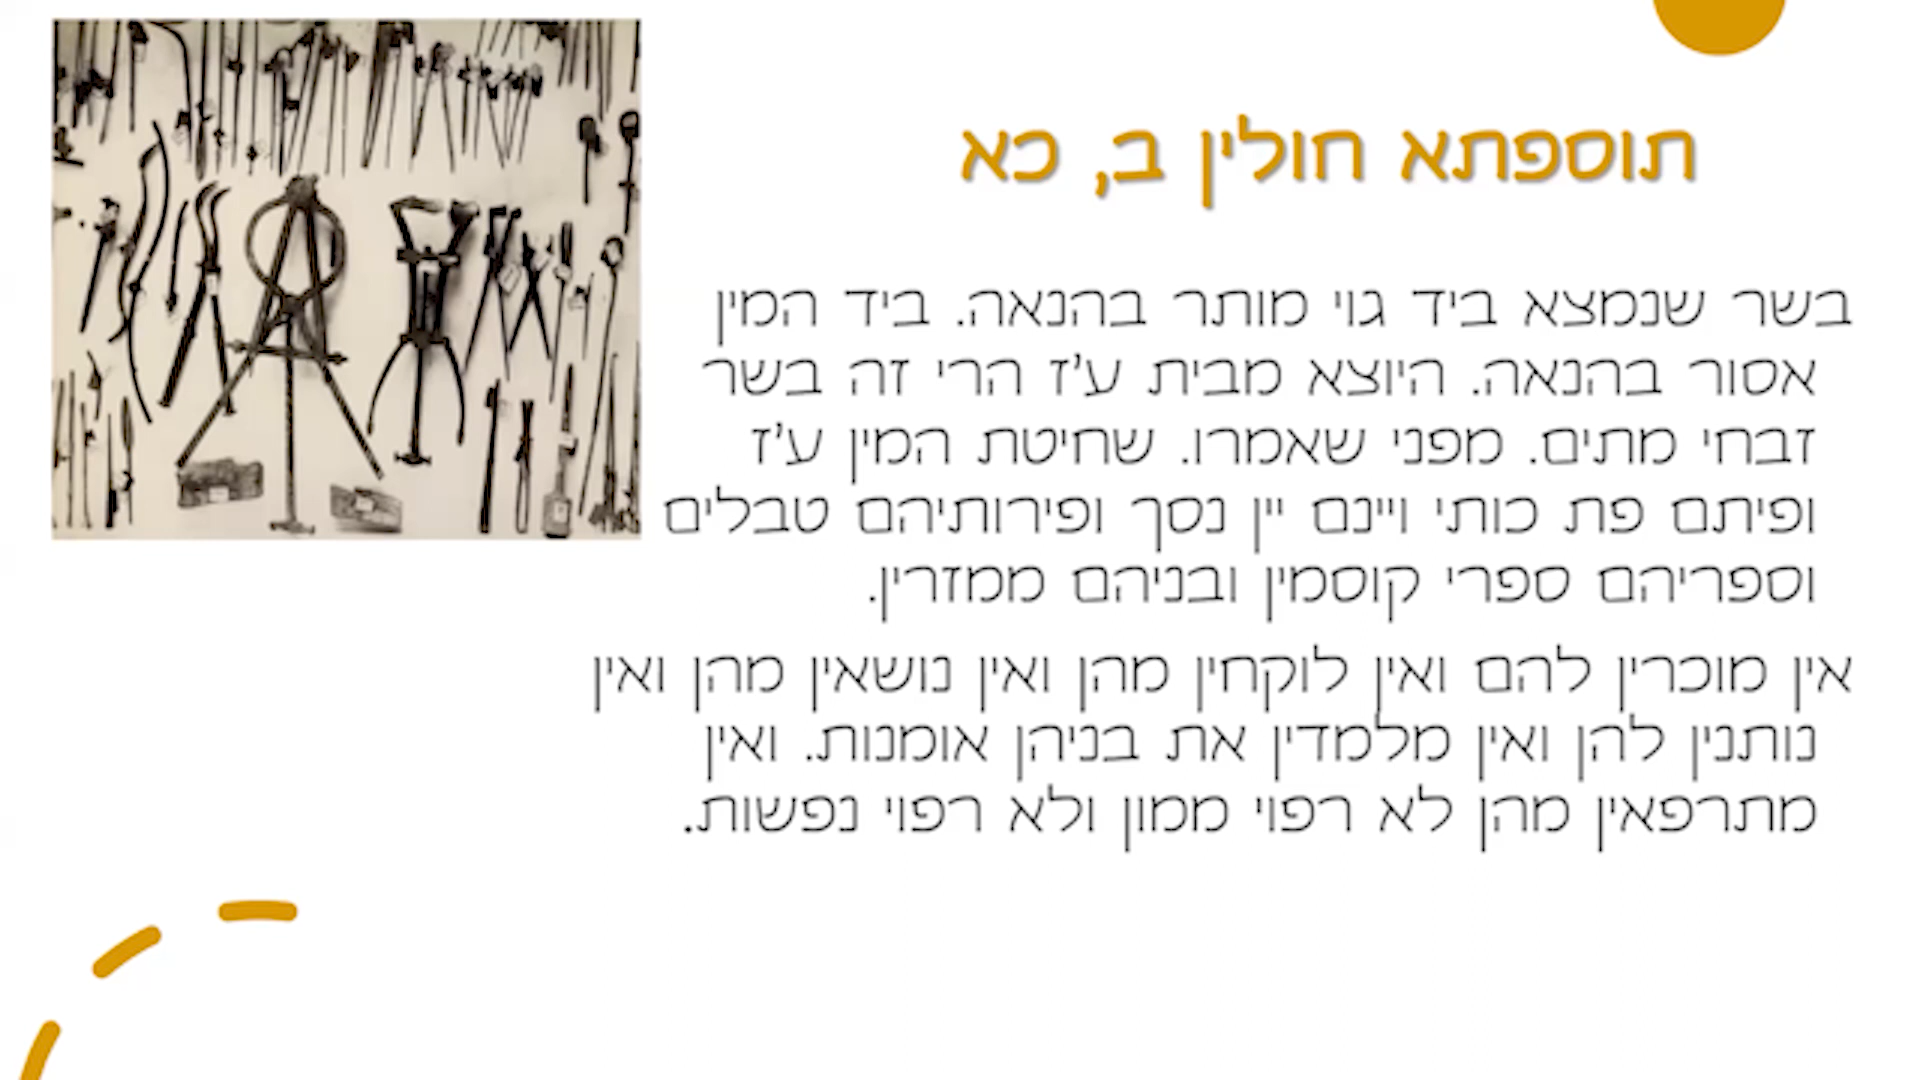 תוספתא חולין ב, כא
בשר שנמצא ביד גוי מותר בהנאה. ביד המין
אסור בהנאה. היוצא מבית ע'ז הרי זה בשר
זבחי מתים. מפני שאמרו. שחיטת המין ע'ז
ופיתם פת כותי ויינם יין נסך ופירותיהם טבלים
וספריהם ספרי קוסמין ובניהם ממזרין.
אין מוכרין להם ואין לוקחין מהן ואין נושאין מהן ואין
נותנין להן ואין מלמדין את בניהן אומנות. ואין
מתרפאין מהן לא רפוי ממון ולא רפוי נפשות.